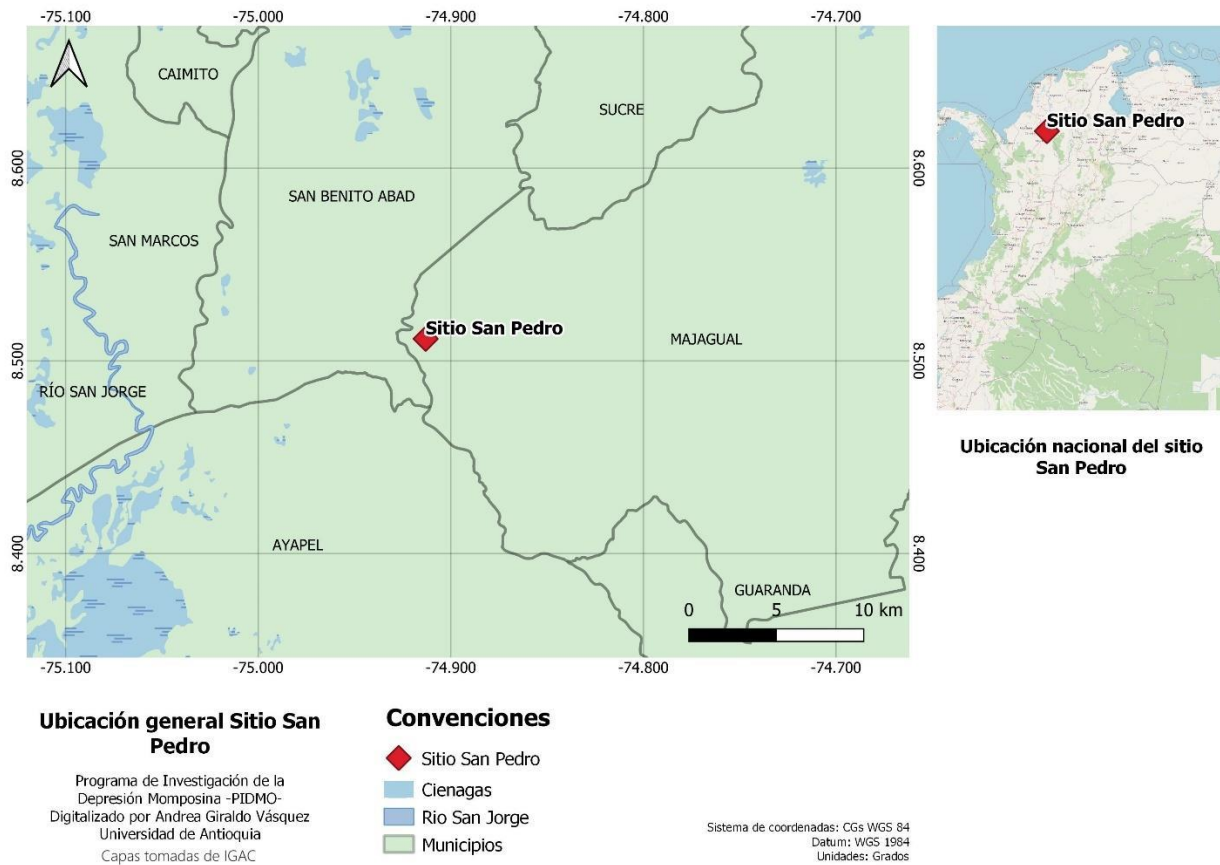 -75.100 -75.000 -74.900 -74.800 -74.700
CAIMITO
SUCRE
Sitio San Pedro
8.600 8.600
SAN BENITO ABAD
SAN MARCOS
Sitio San Pedro
MAJAGUAL
8.500 8.500
RÍO SAN JORGE
Ubicación nacional del sitio
San Pedro
AYAPEL
8.400 8.400
GUARANDA
0 5 10 km
-75.100 -75.000 -74.900 -74.800 -74.700
Ubicación general Sitio San
Pedro
Programa de Investigación de la
Depresión Momposina -PIDMO-
Digitalizado por Andrea Giraldo Vásquez
Universidad de Antioquia
Capas tomadas de IGAC
Convenciones
Sitio San Pedro
Cienagas
Rio San Jorge
Municipios
Sistema de coordenadas: CGs WGS 84
Datum: WGS 1984
Unidades: Grados